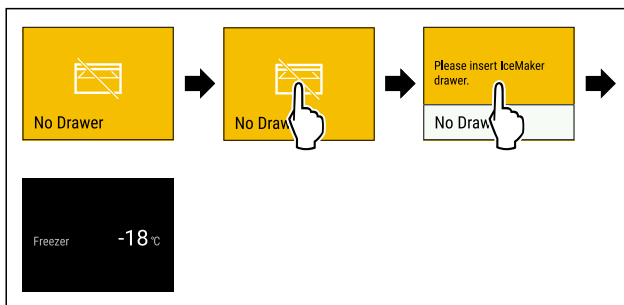 No Drawer
No Draw
Please insert IceMaker
drawer.
No Draw
Freezer -18 °C